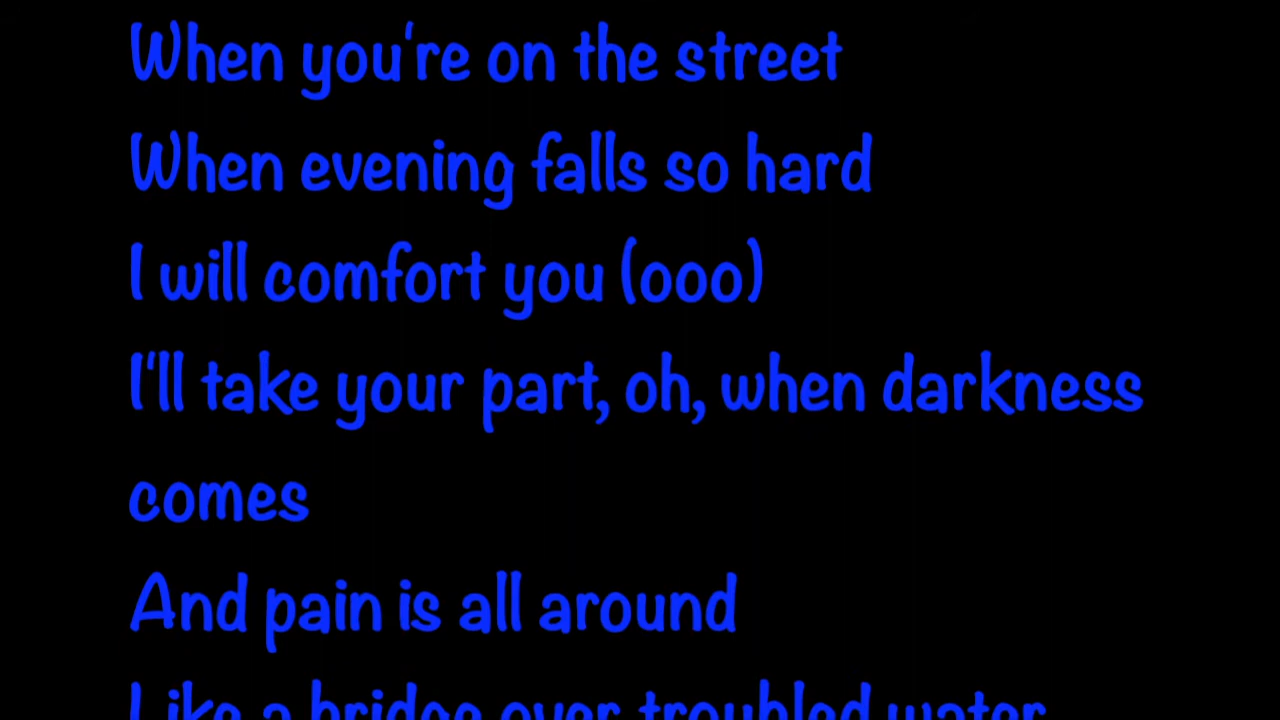 When you're on the street
When evening falls so hard
I will comfort you (ooo)
I'll take your part, oh, when darkness
comes
And pain is all around
Like a bridge over troubled water